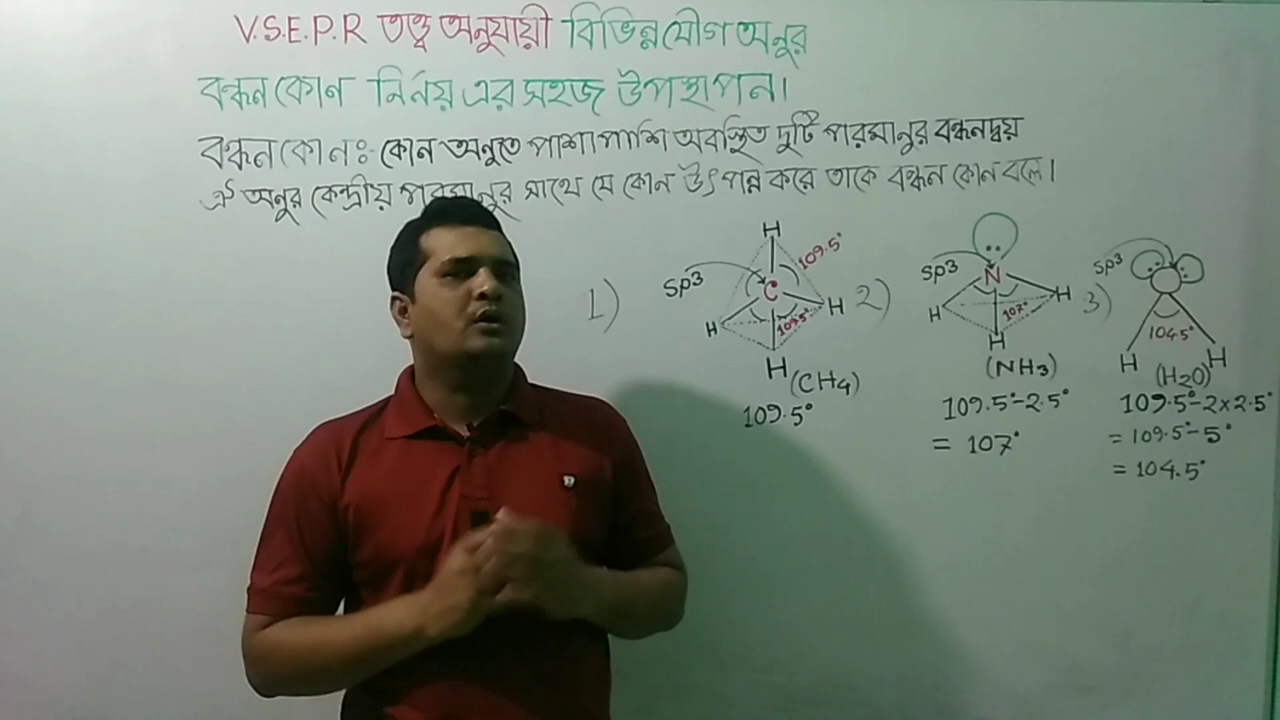 V.S.E.P.R তত্ত্ব অনুযায়ী বিভিন্ন যৌগ অনুর
বন্ধন কোন নির্নয় এর সহজ উপস্থাপন।
বন্ধন কোনঃ- কোন অনুতে পাশাপাশি অবস্থিত দুটি পারমানুর বন্ধনদ্বয়
ঐ অনুর কেন্দ্রীয় পরমানুর সাথে যে কোন উৎপন্ন করে তাকে বন্ধন কোন বলে।
1)
H
109.5°
sp3
C
H
H
109.5°
H
(CH4)
109.5°
2)
sp3
N
H
H
107°
H
(NH3)
109.5°-2.5°
= 107°
3)
sp3
104.5°
H
H
(H2O)
109.5°-2×2.5°
= 109.5°-5°
= 104.5°